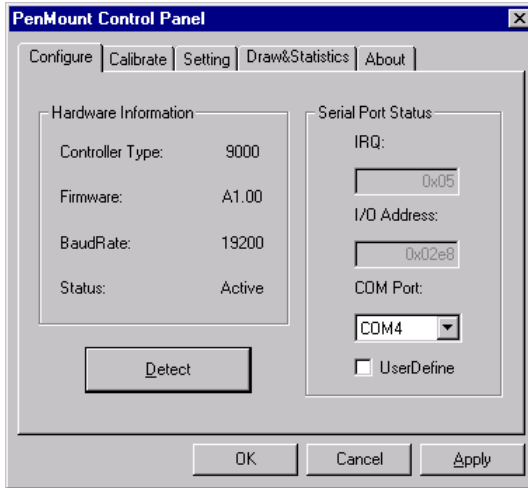 PenMount Control Panel
Configure
Calibrate
Setting
Draw&Statistics
About
Hardware Information
Controller Type: 9000
Firmware: A1.00
BaudRate: 19200
Status: Active
Detect
Serial Port Status
IRQ:
0x05
I/O Address:
0x02e8
COM Port:
COM4
UserDefine
OK
Cancel
Apply